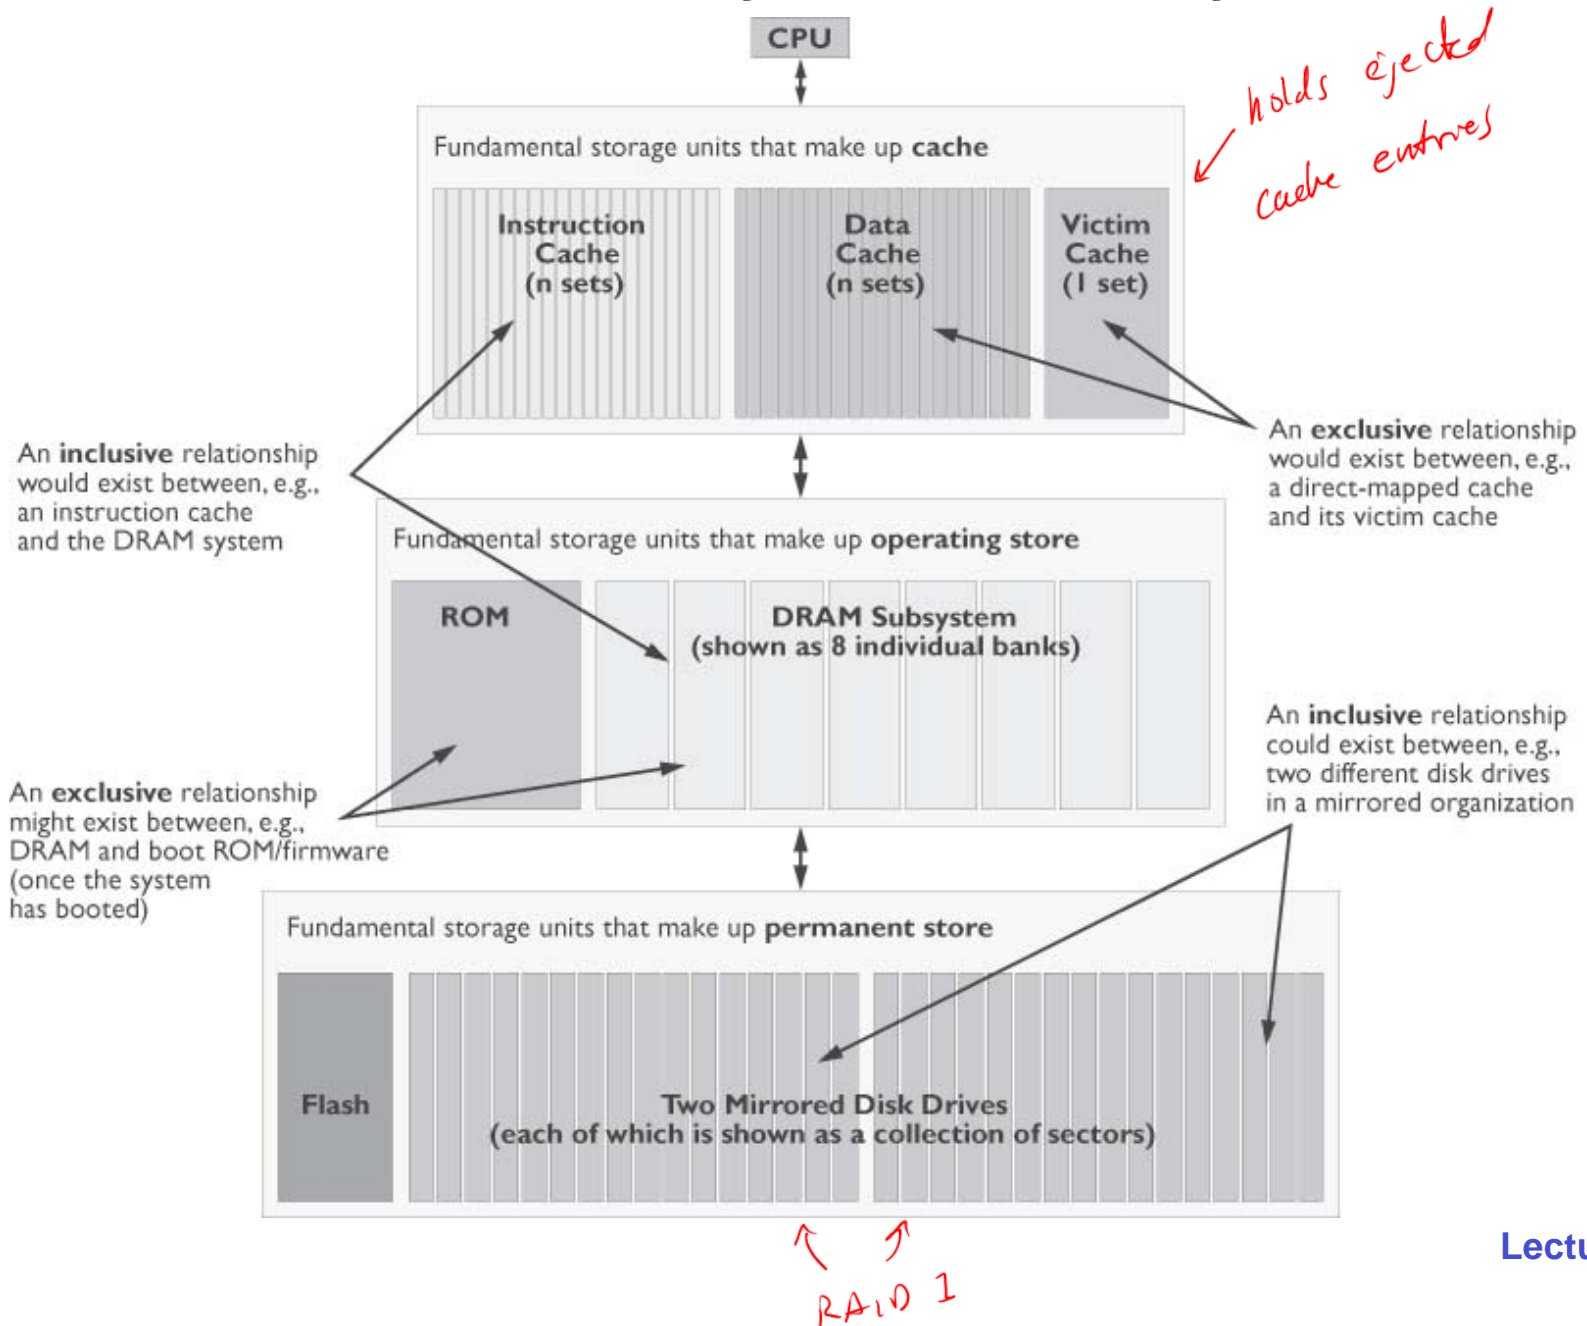 CPU
holds ejected
cache entries
Fundamental storage units that make up cache
Instruction
Cache
(n sets)
Data
Cache
(n sets)
Victim
Cache
(1 set)
An inclusive relationship
would exist between, e.g.,
an instruction cache
and the DRAM system
An exclusive relationship
would exist between, e.g.,
a direct-mapped cache
and its victim cache
Fundamental storage units that make up operating store
ROM
DRAM Subsystem
(shown as 8 individual banks)
An exclusive relationship
might exist between, e.g.,
DRAM and boot ROM/firmware
(once the system
has booted)
An inclusive relationship
could exist between, e.g.,
two different disk drives
in a mirrored organization
Fundamental storage units that make up permanent store
Flash
Two Mirrored Disk Drives
(each of which is shown as a collection of sectors)
Lectu
RAID 1